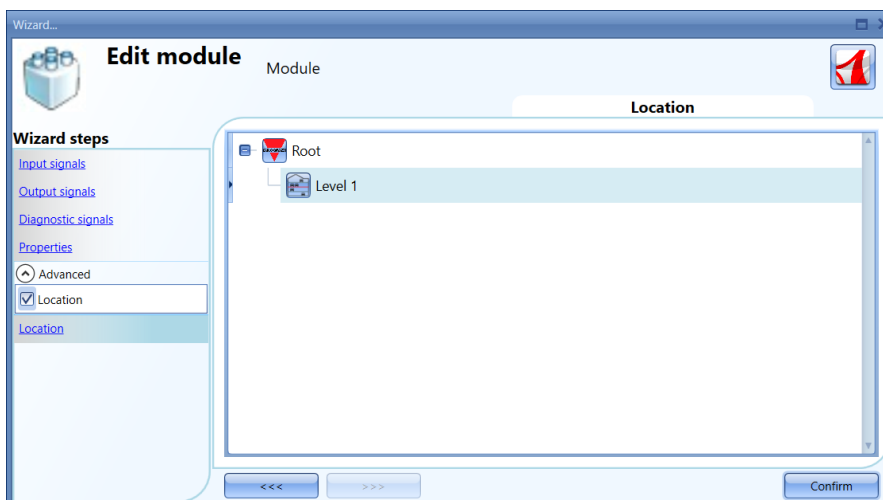 Wizard...
Edit module
Module
Location
Wizard steps
Input signals
Output signals
Diagnostic signals
Properties
Advanced
Location
Location
Root
Level 1
<<<
>>>
Confirm